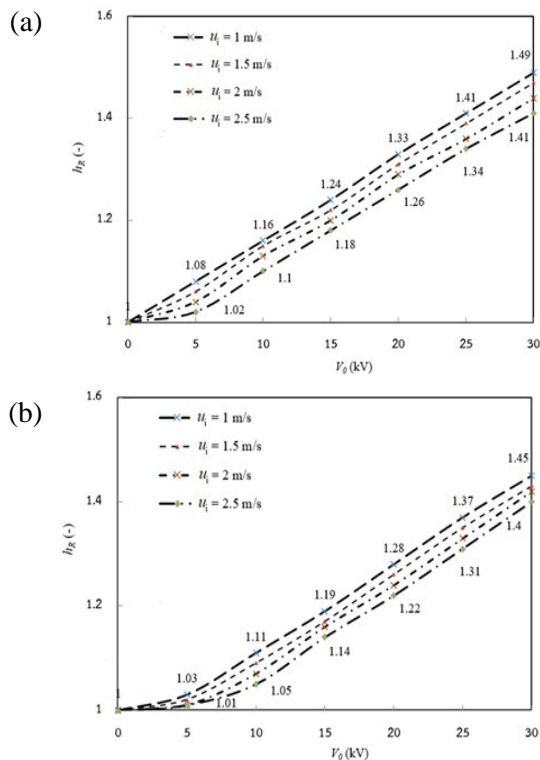 (a)
1.6
1.4
1.2
1
h_R (-)
u_i = 1 m/s
u_i = 1.5 m/s
u_i = 2 m/s
u_i = 2.5 m/s
1
1.08
1.16
1.24
1.33
1.41
1.49
1.02
1.1
1.18
1.26
1.34
1.41
0 5 10 15 20 25 30
V_0 (kV)
(b)
1.6
1.4
1.2
1
h_R (-)
u_i = 1 m/s
u_i = 1.5 m/s
u_i = 2 m/s
u_i = 2.5 m/s
1
1.03
1.11
1.19
1.28
1.37
1.45
1.01
1.05
1.14
1.22
1.31
1.4
0 5 10 15 20 25 30
V_0 (kV)